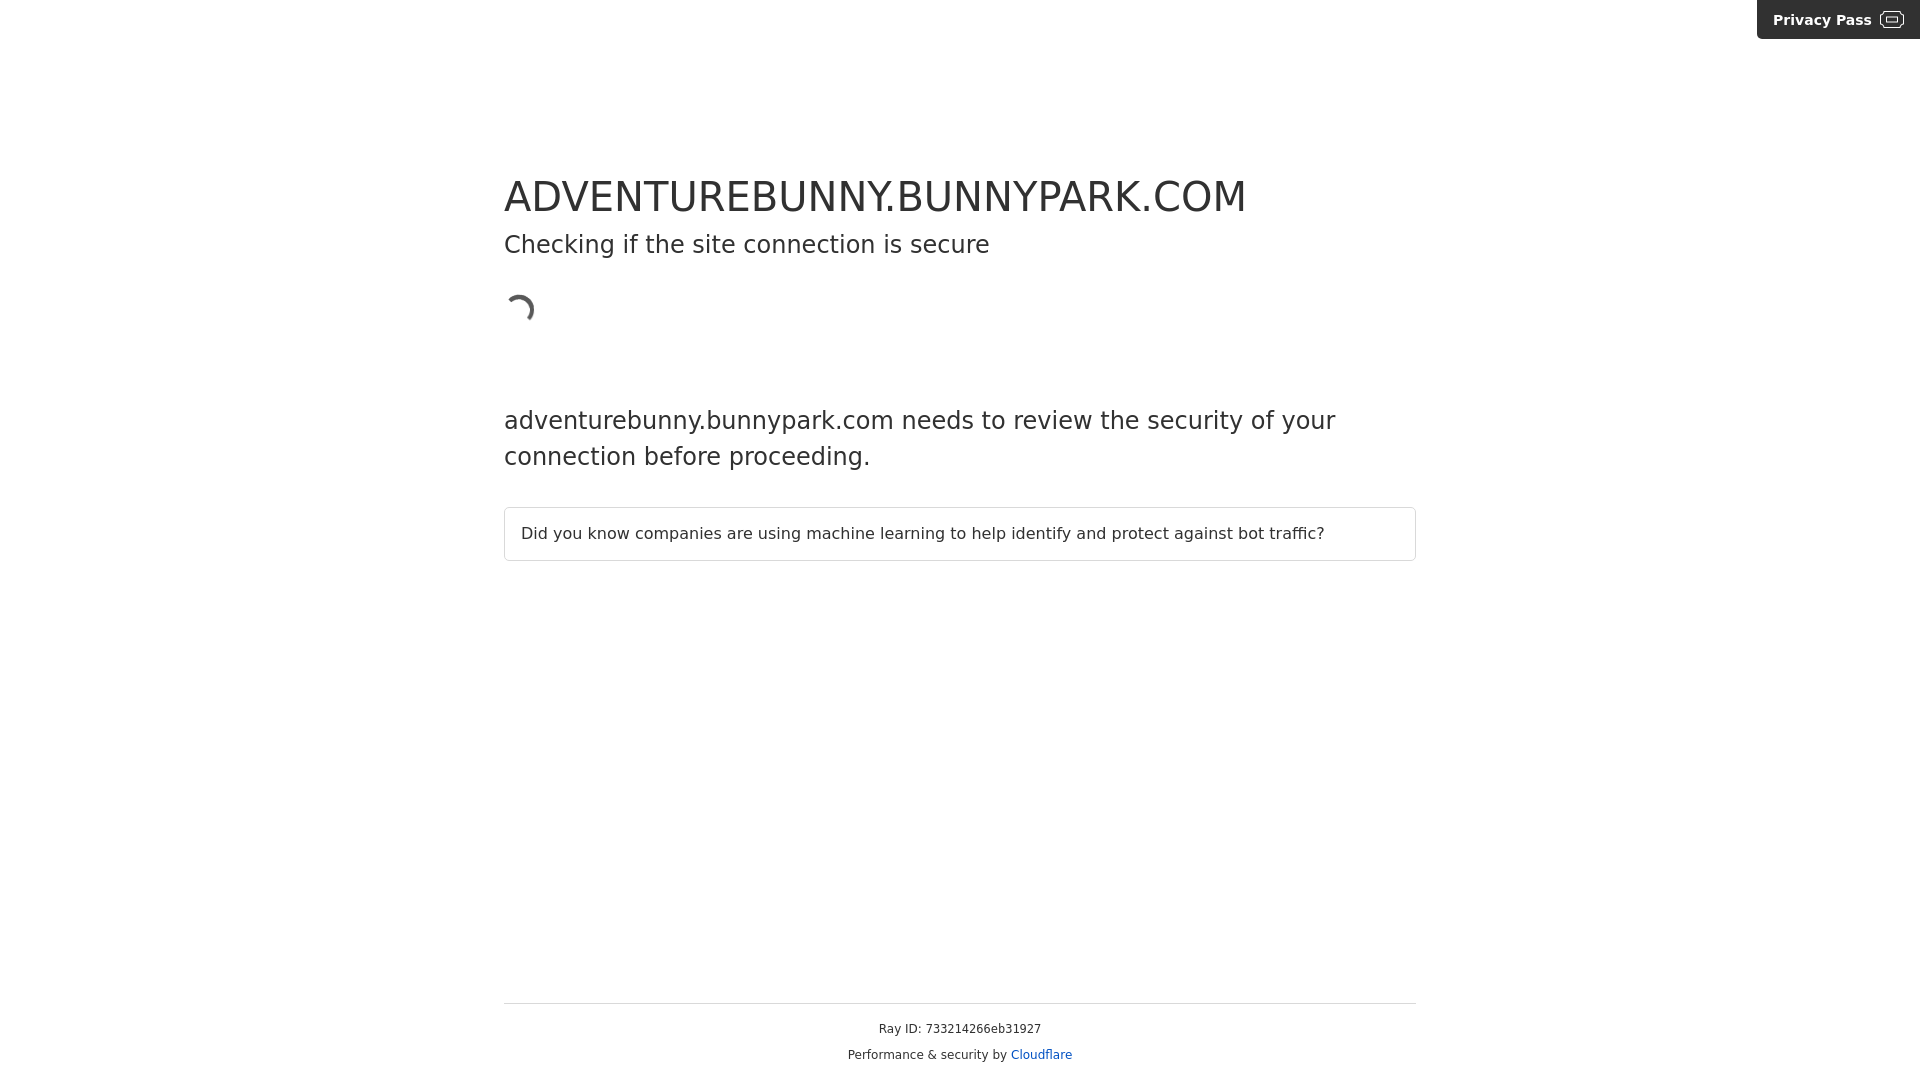 Privacy Pass
ADVENTUREBUNNY.BUNNYPARK.COM
Checking if the site connection is secure
adventurebunny.bunnypark.com needs to review the security of your
connection before proceeding.
Did you know companies are using machine learning to help identify and protect against bot traffic?
Ray ID: 733214266eb31927
Performance & security by Cloudflare